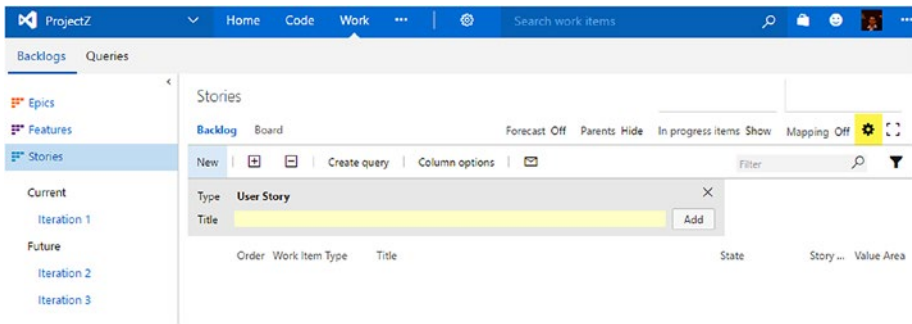 ProjectZ Home Code Work Search work items
Backlogs Queries
Epics
Features
Stories
Current
Iteration 1
Future
Iteration 2
Iteration 3
Stories
Backlog Board Forecast Off Parents Hide In progress items Show Mapping Off
New Create query Column options Filter
Type User Story
Title Add
Order Work Item Type Title State Story ... Value Area